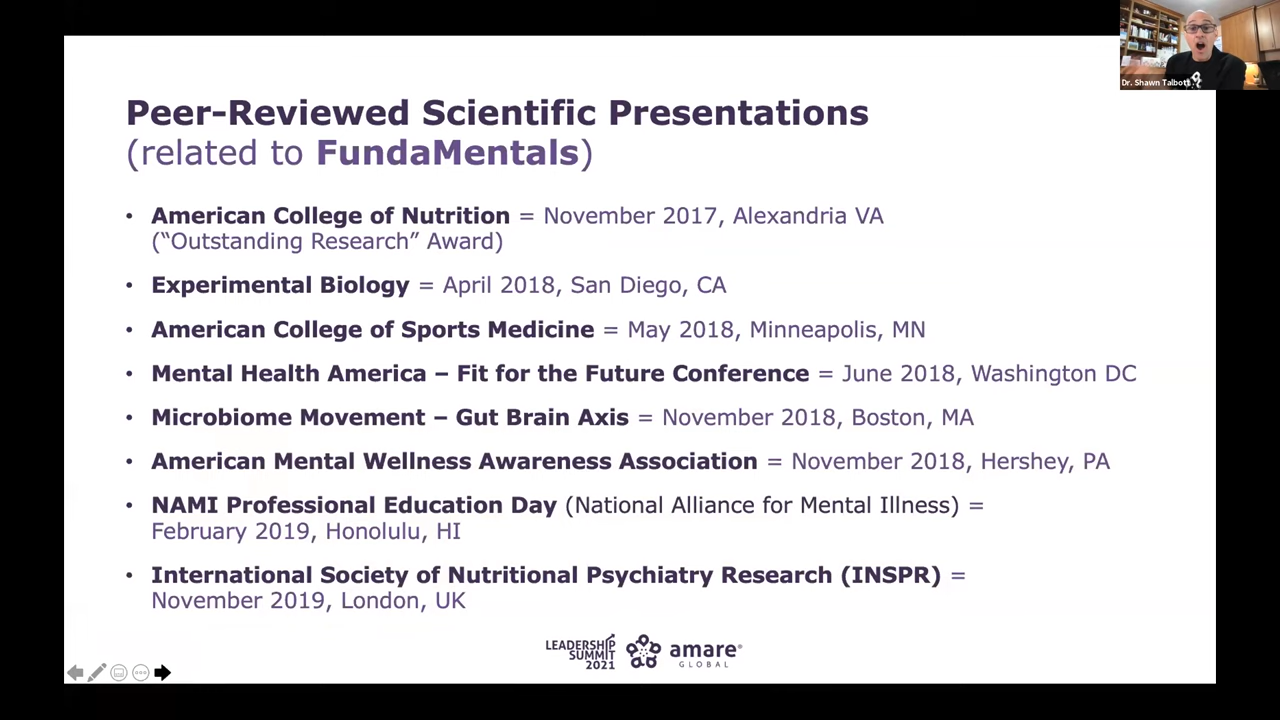 Dr. Shawn Talbott
Peer-Reviewed Scientific Presentations
(related to FundaMentals)
• American College of Nutrition = November 2017, Alexandria VA
(“Outstanding Research” Award)
• Experimental Biology = April 2018, San Diego, CA
• American College of Sports Medicine = May 2018, Minneapolis, MN
• Mental Health America – Fit for the Future Conference = June 2018, Washington DC
• Microbiome Movement – Gut Brain Axis = November 2018, Boston, MA
• American Mental Wellness Awareness Association = November 2018, Hershey, PA
• NAMI Professional Education Day (National Alliance for Mental Illness) =
February 2019, Honolulu, HI
• International Society of Nutritional Psychiatry Research (INSPR) =
November 2019, London, UK
LEADERSHIP
SUMMIT
2021
amare®
GLOBAL